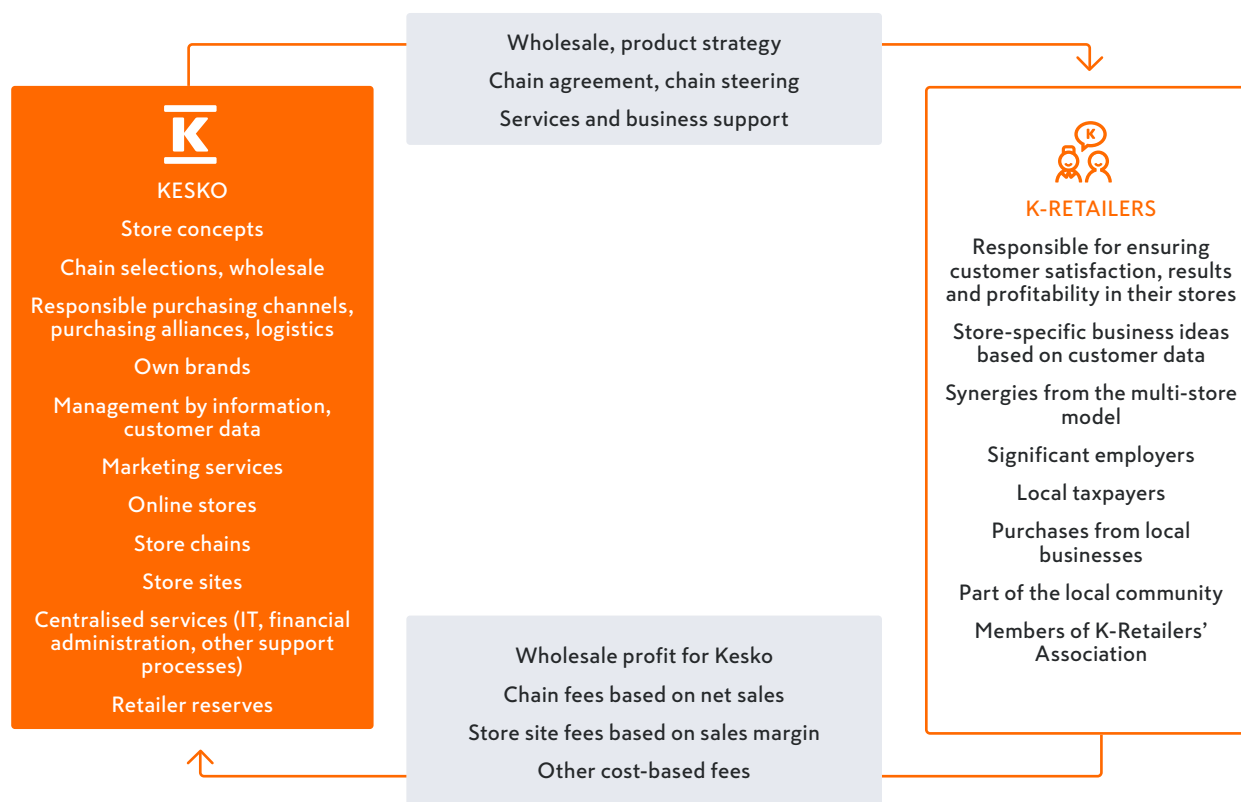 Wholesale, product strategy
Chain agreement, chain steering
Services and business support
K
KESKO
Store concepts
Chain selections, wholesale
Responsible purchasing channels,
purchasing alliances, logistics
Own brands
Management by information,
customer data
Marketing services
Online stores
Store chains
Store sites
Centralised services (IT, financial
administration, other support
processes)
Retailer reserves
K
K-RETAILERS
Responsible for ensuring
customer satisfaction, results
and profitability in their stores
Store-specific business ideas
based on customer data
Synergies from the multi-store
model
Significant employers
Local taxpayers
Purchases from local
businesses
Part of the local community
Members of K-Retailers’
Association
Wholesale profit for Kesko
Chain fees based on net sales
Store site fees based on sales margin
Other cost-based fees